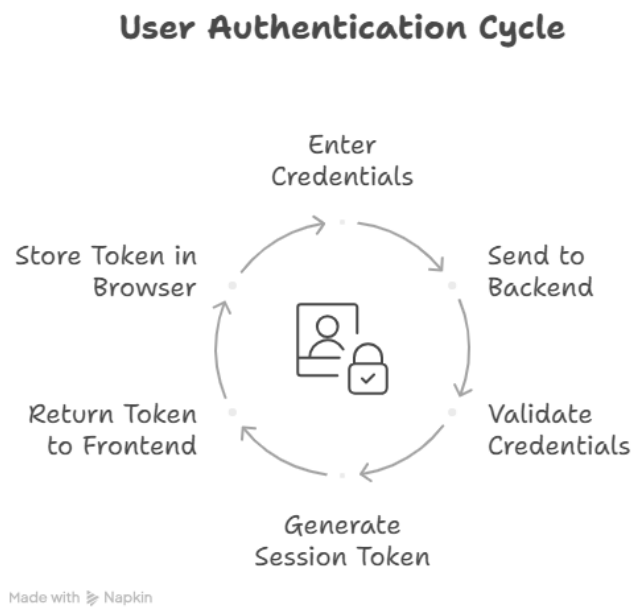 User Authentication Cycle
Enter
Credentials
Send to
Backend
Validate
Credentials
Generate
Session Token
Return Token
to Frontend
Store Token in
Browser
Made with Napkin